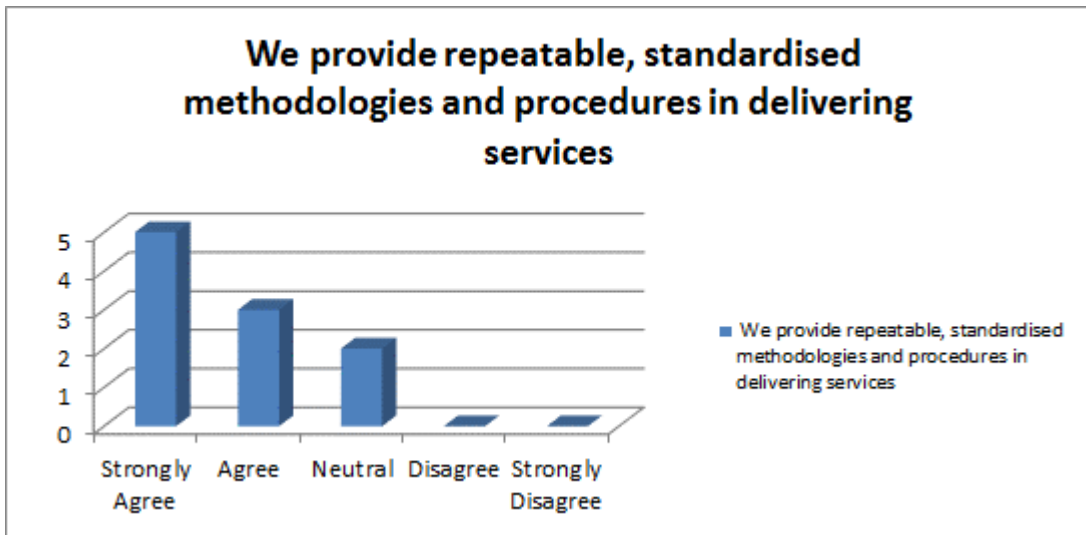 We provide repeatable, standardised
methodologies and procedures in delivering
services
5
4
3
2
1
0
Strongly Agree
Agree
Neutral
Disagree
Strongly Disagree
We provide repeatable, standardised
methodologies and procedures in
delivering services